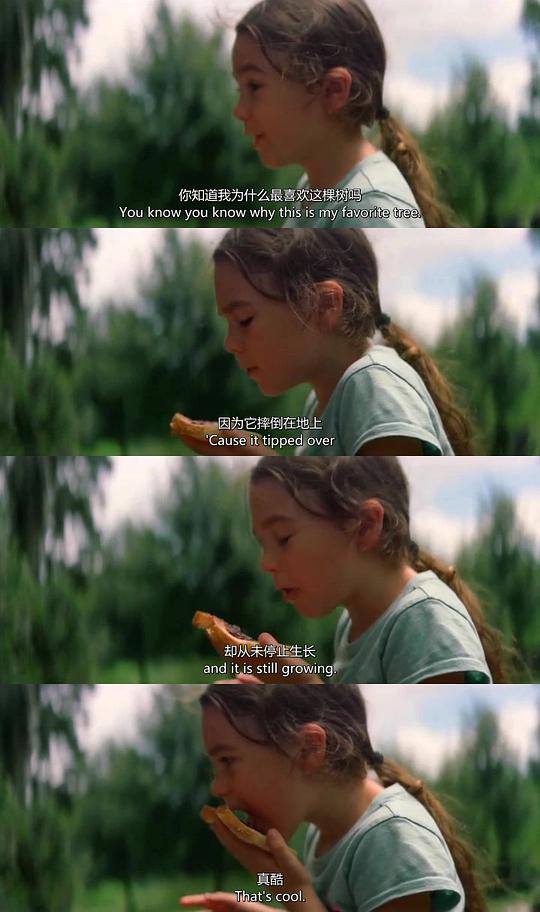 你知道我为什么最喜欢这棵树吗
You know you know why this is my favorite tree.
因为它摔倒在地上
'Cause it tipped over
却从未停止生长
and it is still growing.
真酷
That's cool.